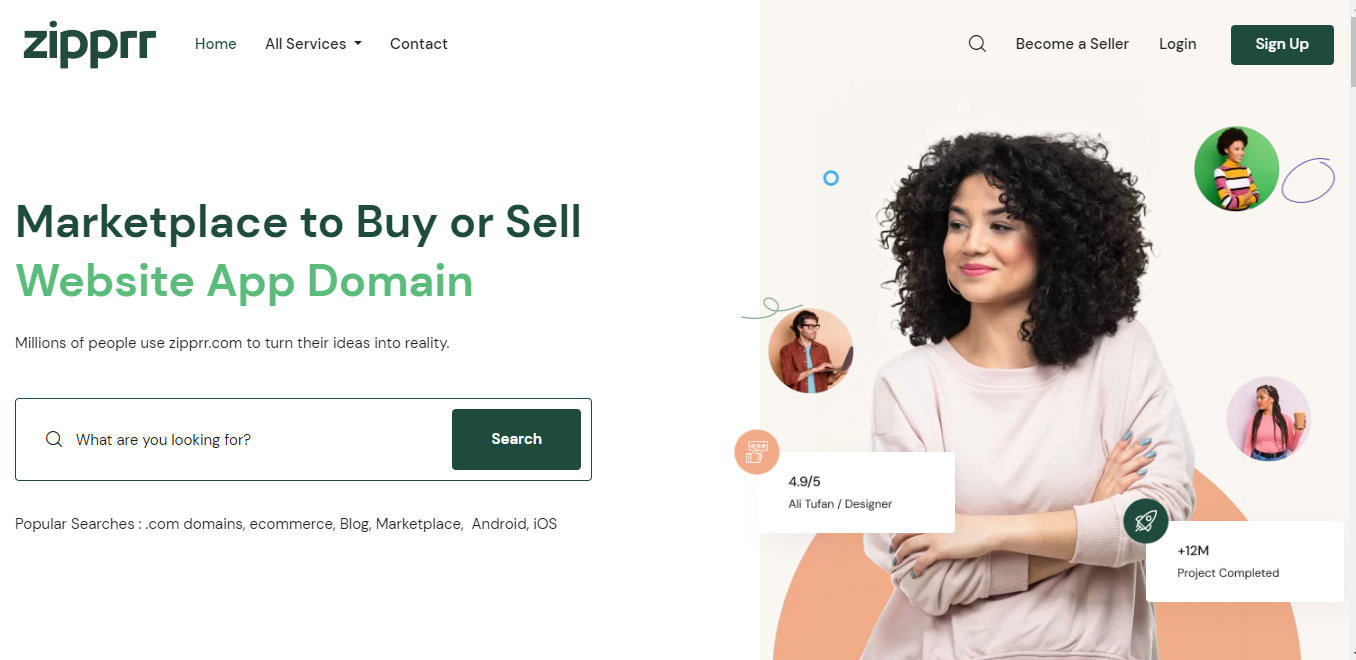 zipprr
Home
All Services
Contact
Become a Seller
Login
Sign Up
Marketplace to Buy or Sell
Website App Domain
Millions of people use zipprr.com to turn their ideas into reality.
What are you looking for?
Search
Popular Searches : .com domains, ecommerce, Blog, Marketplace,  Android, iOS
4.9/5
Ali Tufan / Designer
+12M
Project Completed